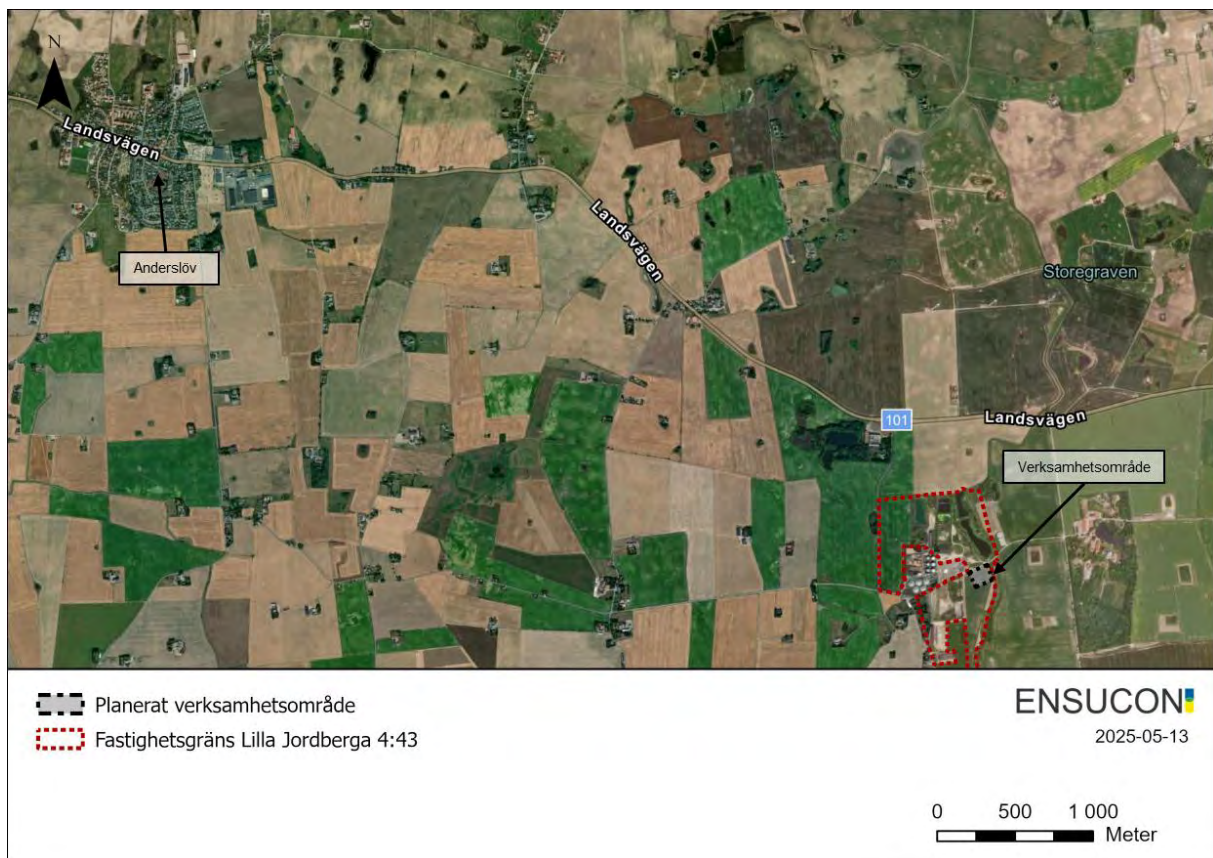 N
Landsvägen
Anderslöv
Landsvägen
Storegraven
101
Landsvägen
Verksamhetsområde
Planerat verksamhetsområde
Fastighetsgräns Lilla Jordberga 4:43
ENSUCON
2025-05-13
0 500 1 000
Meter